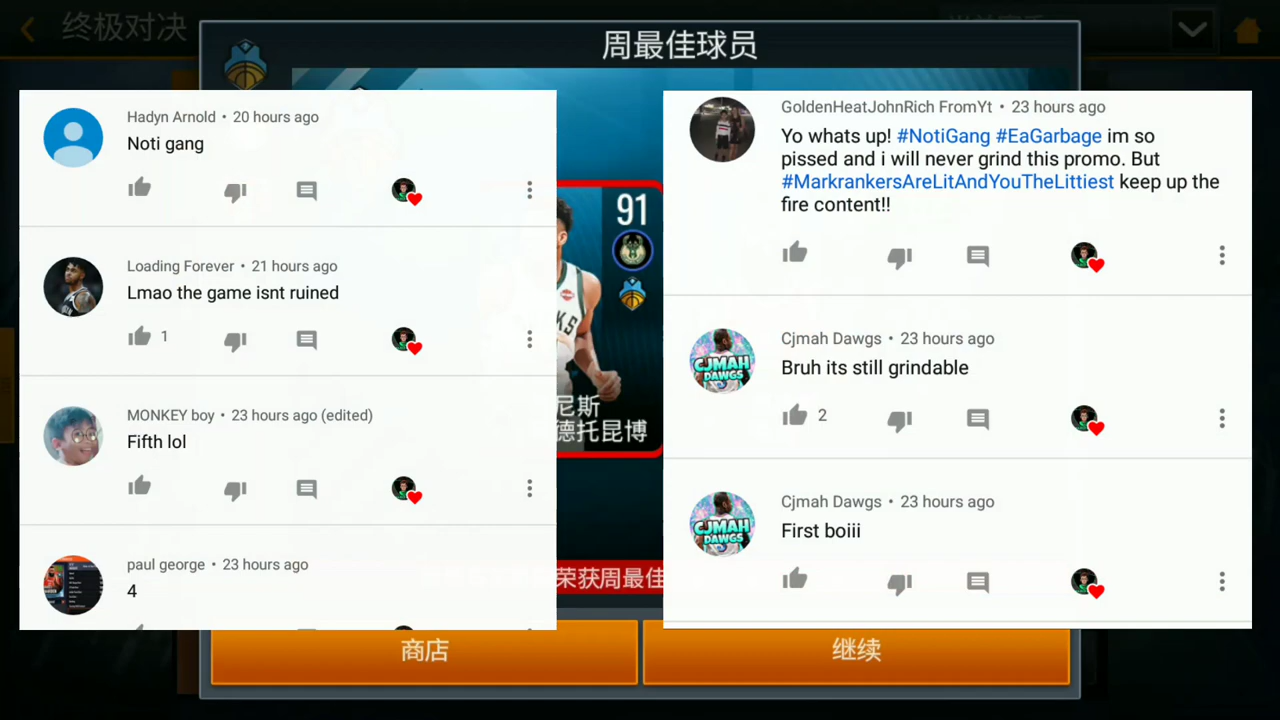 终极对决
周最佳球员
Hadyn Arnold • 20 hours ago
Noti gang
Loading Forever • 21 hours ago
Lmao the game isnt ruined
1
MONKEY boy • 23 hours ago (edited)
Fifth lol
paul george • 23 hours ago
4
91
尼斯
德托昆博
荣获周最佳
GoldenHeatJohnRich FromYt • 23 hours ago
Yo whats up! #NotiGang #EaGarbage im so
pissed and i will never grind this promo. But
#MarkrankersAreLitAndYouTheLittiest keep up the
fire content!!
Cjmah Dawgs • 23 hours ago
Bruh its still grindable
2
Cjmah Dawgs • 23 hours ago
First boiii
CJMAH
DAWGS
CJMAH
DAWGS
商店
继续